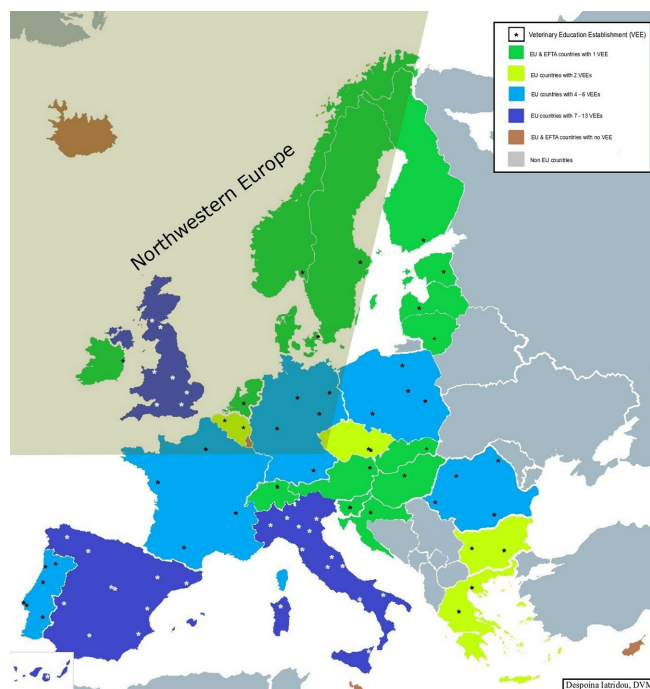 Veterinary Education Establishment (VEE)
EU & EFTA countries with 1 VEE
EU countries with 2 VEEs
EU countries with 4 - 6 VEEs
EU countries with 7 - 13 VEEs
EU & EFTA countries with no VEE
Non EU countries
Northwestern Europe
Despoina Iatridou, DVM